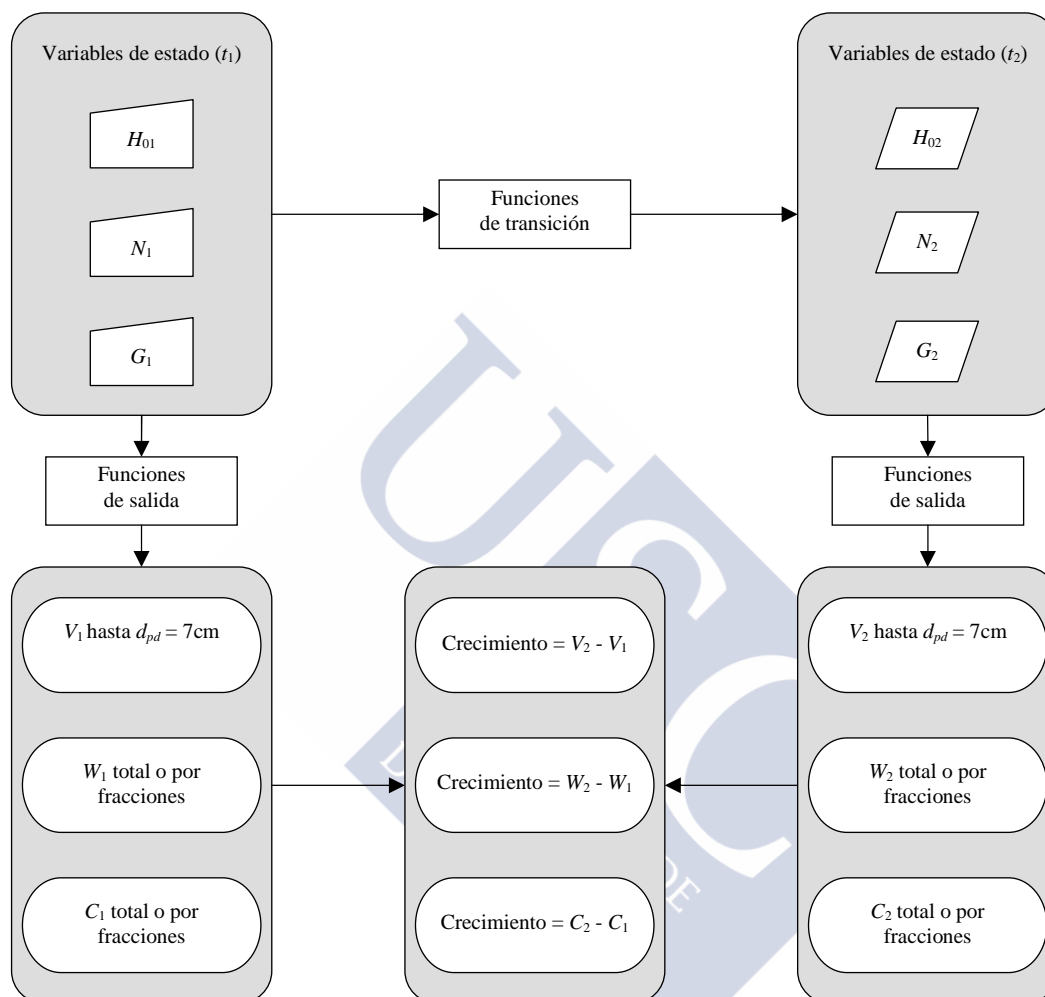 Variables de estado (t1)
H01
N1
G1
Funciones
de transición
Variables de estado (t2)
H02
N2
G2
Funciones
de salida
Funciones
de salida
V1 hasta dpd = 7cm
W1 total o por
fracciones
C1 total o por
fracciones
Crecimiento = V2 - V1
Crecimiento = W2 - W1
Crecimiento = C2 - C1
V2 hasta dpd = 7cm
W2 total o por
fracciones
C2 total o por
fracciones
USC
DE